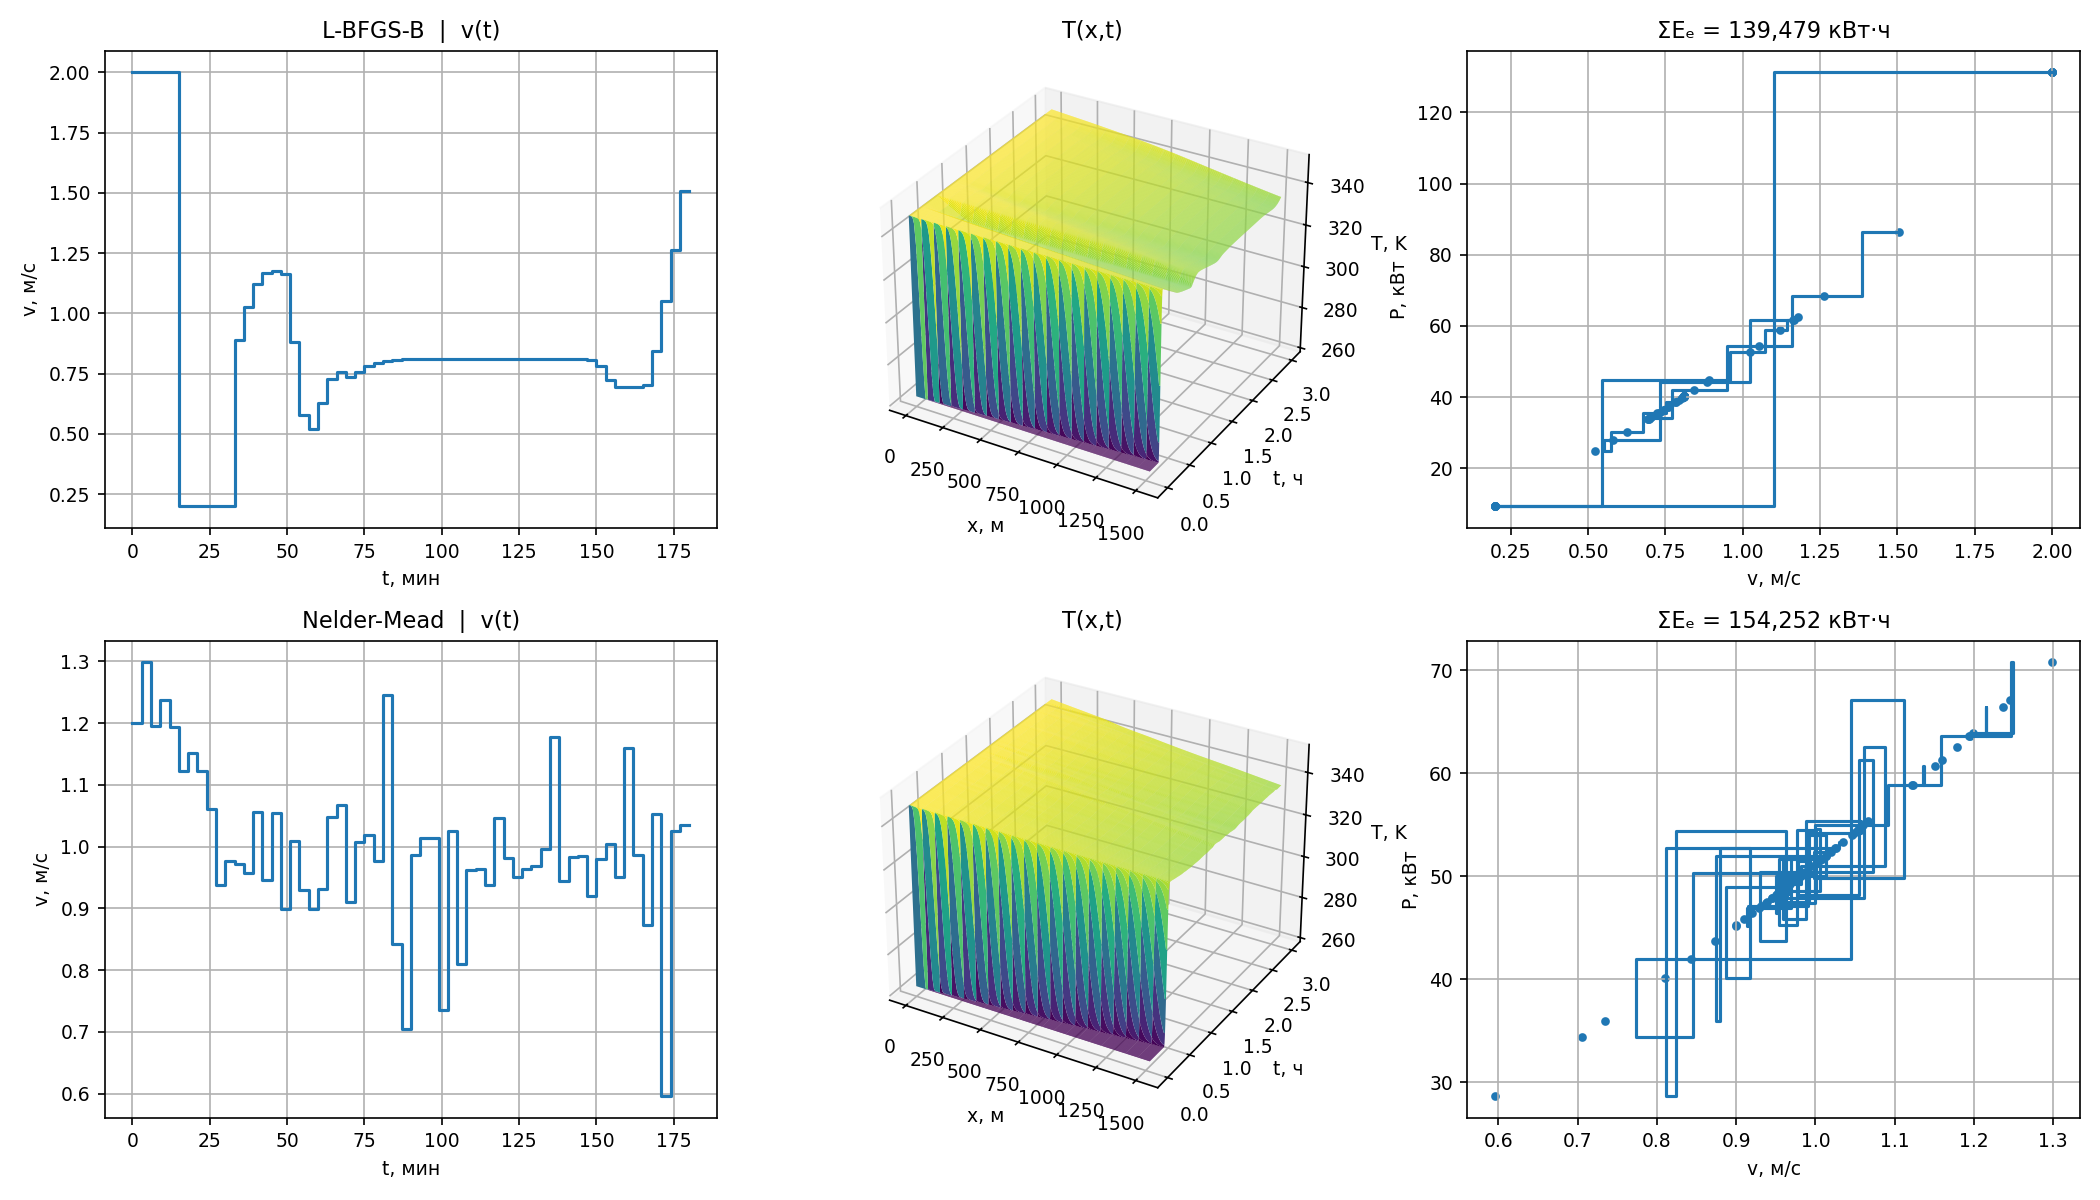 L-BFGS-B | v(t)
v, м/с
2.00
1.75
1.50
1.25
1.00
0.75
0.50
0.25
0 25 50 75 100 125 150 175
t, мин
T(x,t)
T, K
340
320
300
280
260
0 250 500 750 1000 1250 1500
x, м
0.0 0.5 1.0 1.5 2.0 2.5 3.0
t, ч
ΣEₑ = 139,479 кВт·ч
P, кВт
120
100
80
60
40
20
0.25 0.50 0.75 1.00 1.25 1.50 1.75 2.00
v, м/с
Nelder-Mead | v(t)
v, м/с
1.3
1.2
1.1
1.0
0.9
0.8
0.7
0.6
0 25 50 75 100 125 150 175
t, мин
T(x,t)
T, K
340
320
300
280
260
0 250 500 750 1000 1250 1500
x, м
0.0 0.5 1.0 1.5 2.0 2.5 3.0
t, ч
ΣEₑ = 154,252 кВт·ч
P, кВт
70
60
50
40
30
0.6 0.7 0.8 0.9 1.0 1.1 1.2 1.3
v, м/с